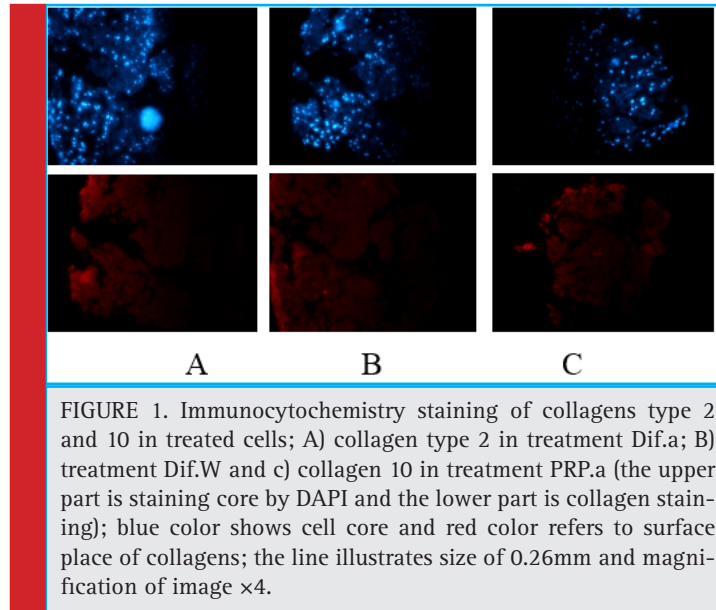 A B C
FIGURE 1. Immunocytochemistry staining of collagens type 2
and 10 in treated cells; A) collagen type 2 in treatment Dif.a; B)
treatment Dif.W and c) collagen 10 in treatment PRP.a (the upper
part is staining core by DAPI and the lower part is collagen stain-
ing); blue color shows cell core and red color refers to surface
place of collagens; the line illustrates size of 0.26mm and magni-
fication of image ×4.